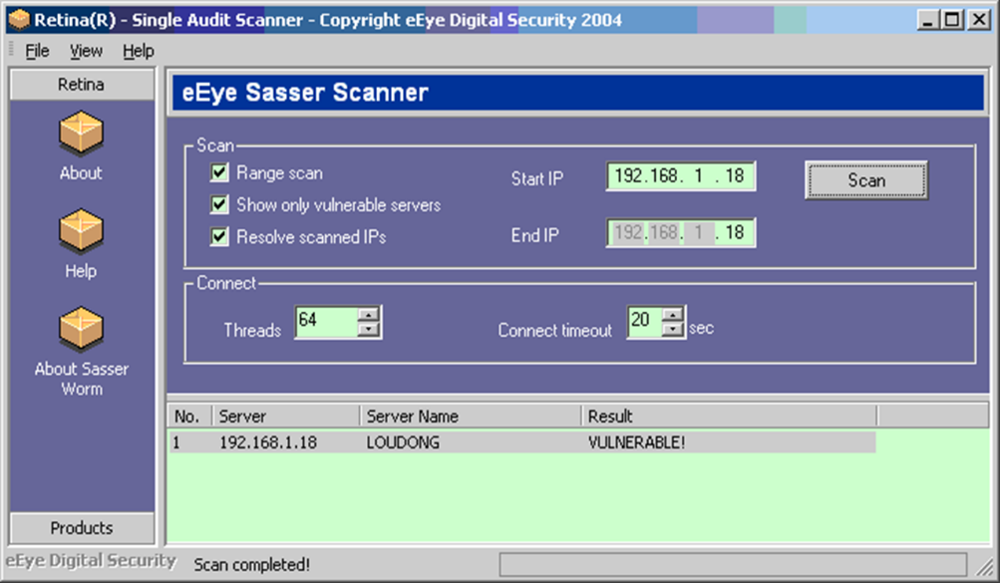 Retina(R) - Single Audit Scanner - Copyright eEye Digital Security 2004
File View Help
Retina
About
Help
About Sasser
Worm
Products
eEye Sasser Scanner
Scan
Range scan
Show only vulnerable servers
Resolve scanned IPs
Start IP 192.168. 1 .18
End IP 192.168. 1 .18
Scan
Connect
Threads 64
Connect timeout 20 sec
No. Server Server Name Result
1 192.168.1.18 LOUDONG VULNERABLE!
eEye Digital Security Scan completed!